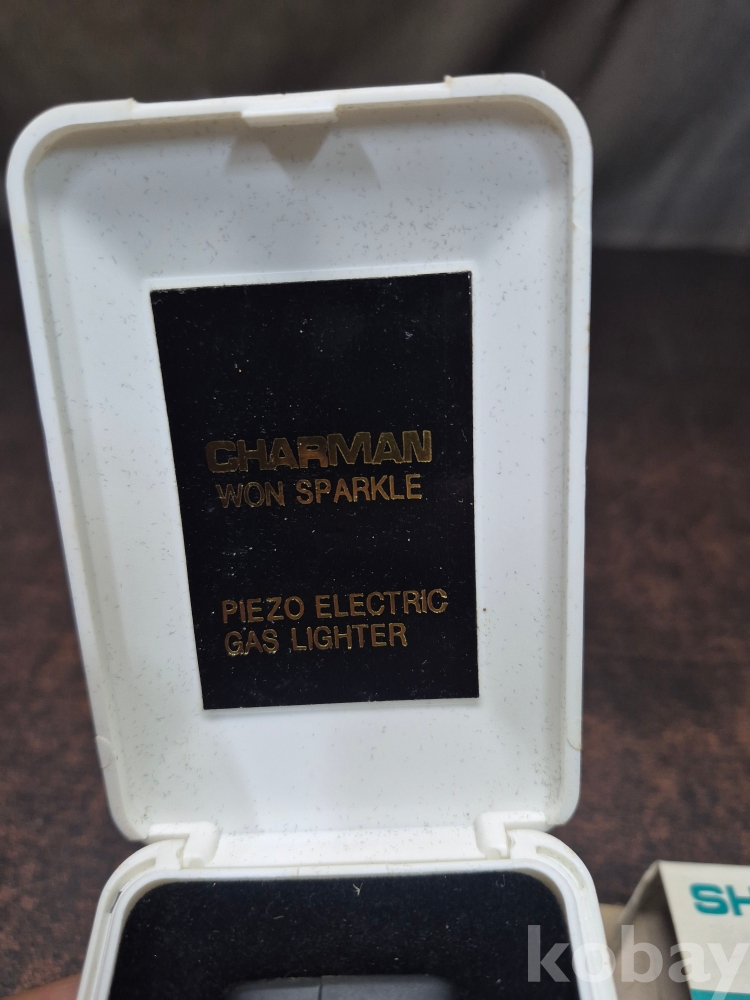 CHARMAN
WON SPARKLE
PIEZO ELECTRIC
GAS LIGHTER
SH
kobay